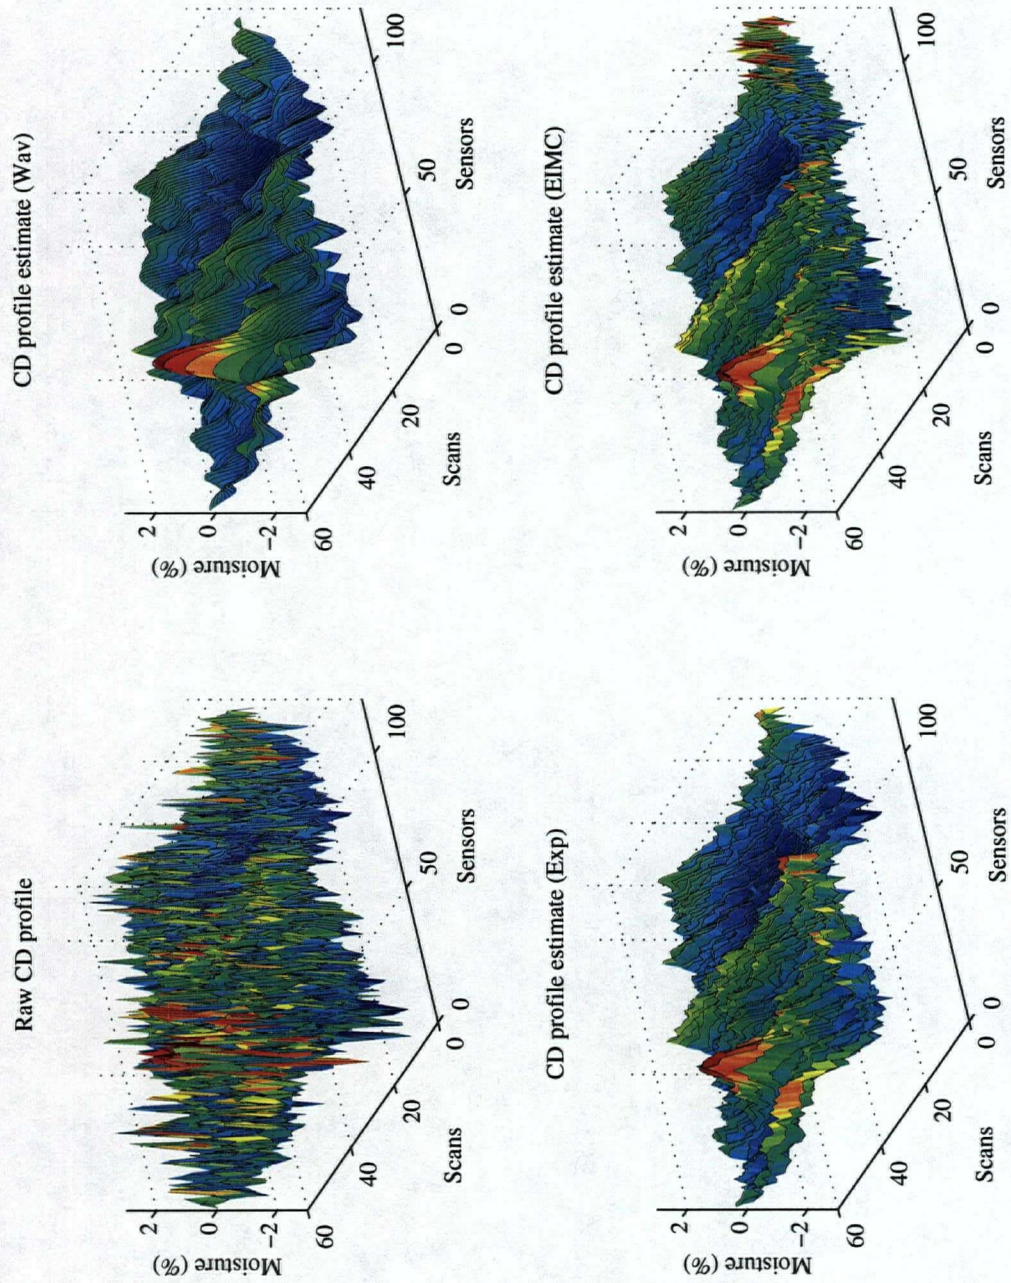 Raw CD profile
Moisture (%)
2
0
−2
60
40
20
0
Scans
0
50
100
Sensors
CD profile estimate (Wav)
Moisture (%)
2
0
−2
60
40
20
0
Scans
0
50
100
Sensors
CD profile estimate (Exp)
Moisture (%)
2
0
−2
60
40
20
0
Scans
0
50
100
Sensors
CD profile estimate (EIMC)
Moisture (%)
2
0
−2
60
40
20
0
Scans
0
50
100
Sensors